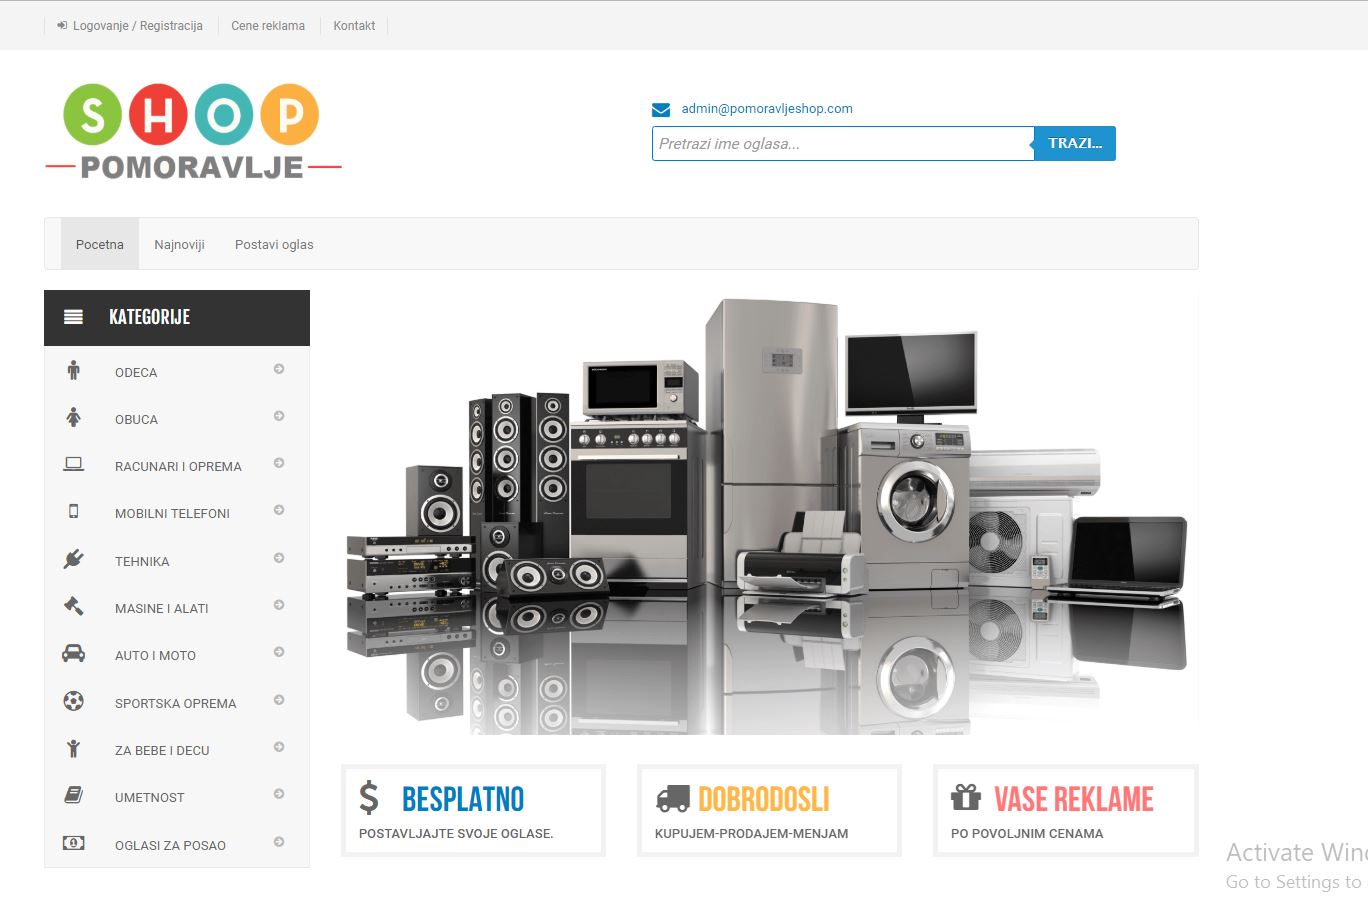 Logovanje / Registracija
Cene reklama
Kontakt
SHOP
POMORAVLJE
admin@pomoravljeshop.com
Pretrazi ime oglasa...
TRAZI...
Pocetna
Najnoviji
Postavi oglas
KATEGORIJE
ODECA
OBUCA
RACUNARI I OPREMA
MOBILNI TELEFONI
TEHNIKA
MASINE I ALATI
AUTO I MOTO
SPORTSKA OPREMA
ZA BEBE I DECU
UMETNOST
OGLASI ZA POSAO
BESPLATNO
POSTAVLJAJTE SVOJE OGLASE.
DOBRODOSLI
KUPUJEM-PRODAJEM-MENJAM
VASE REKLAME
PO POVOLJNIM CENAMA
Activate Wind
Go to Settings to